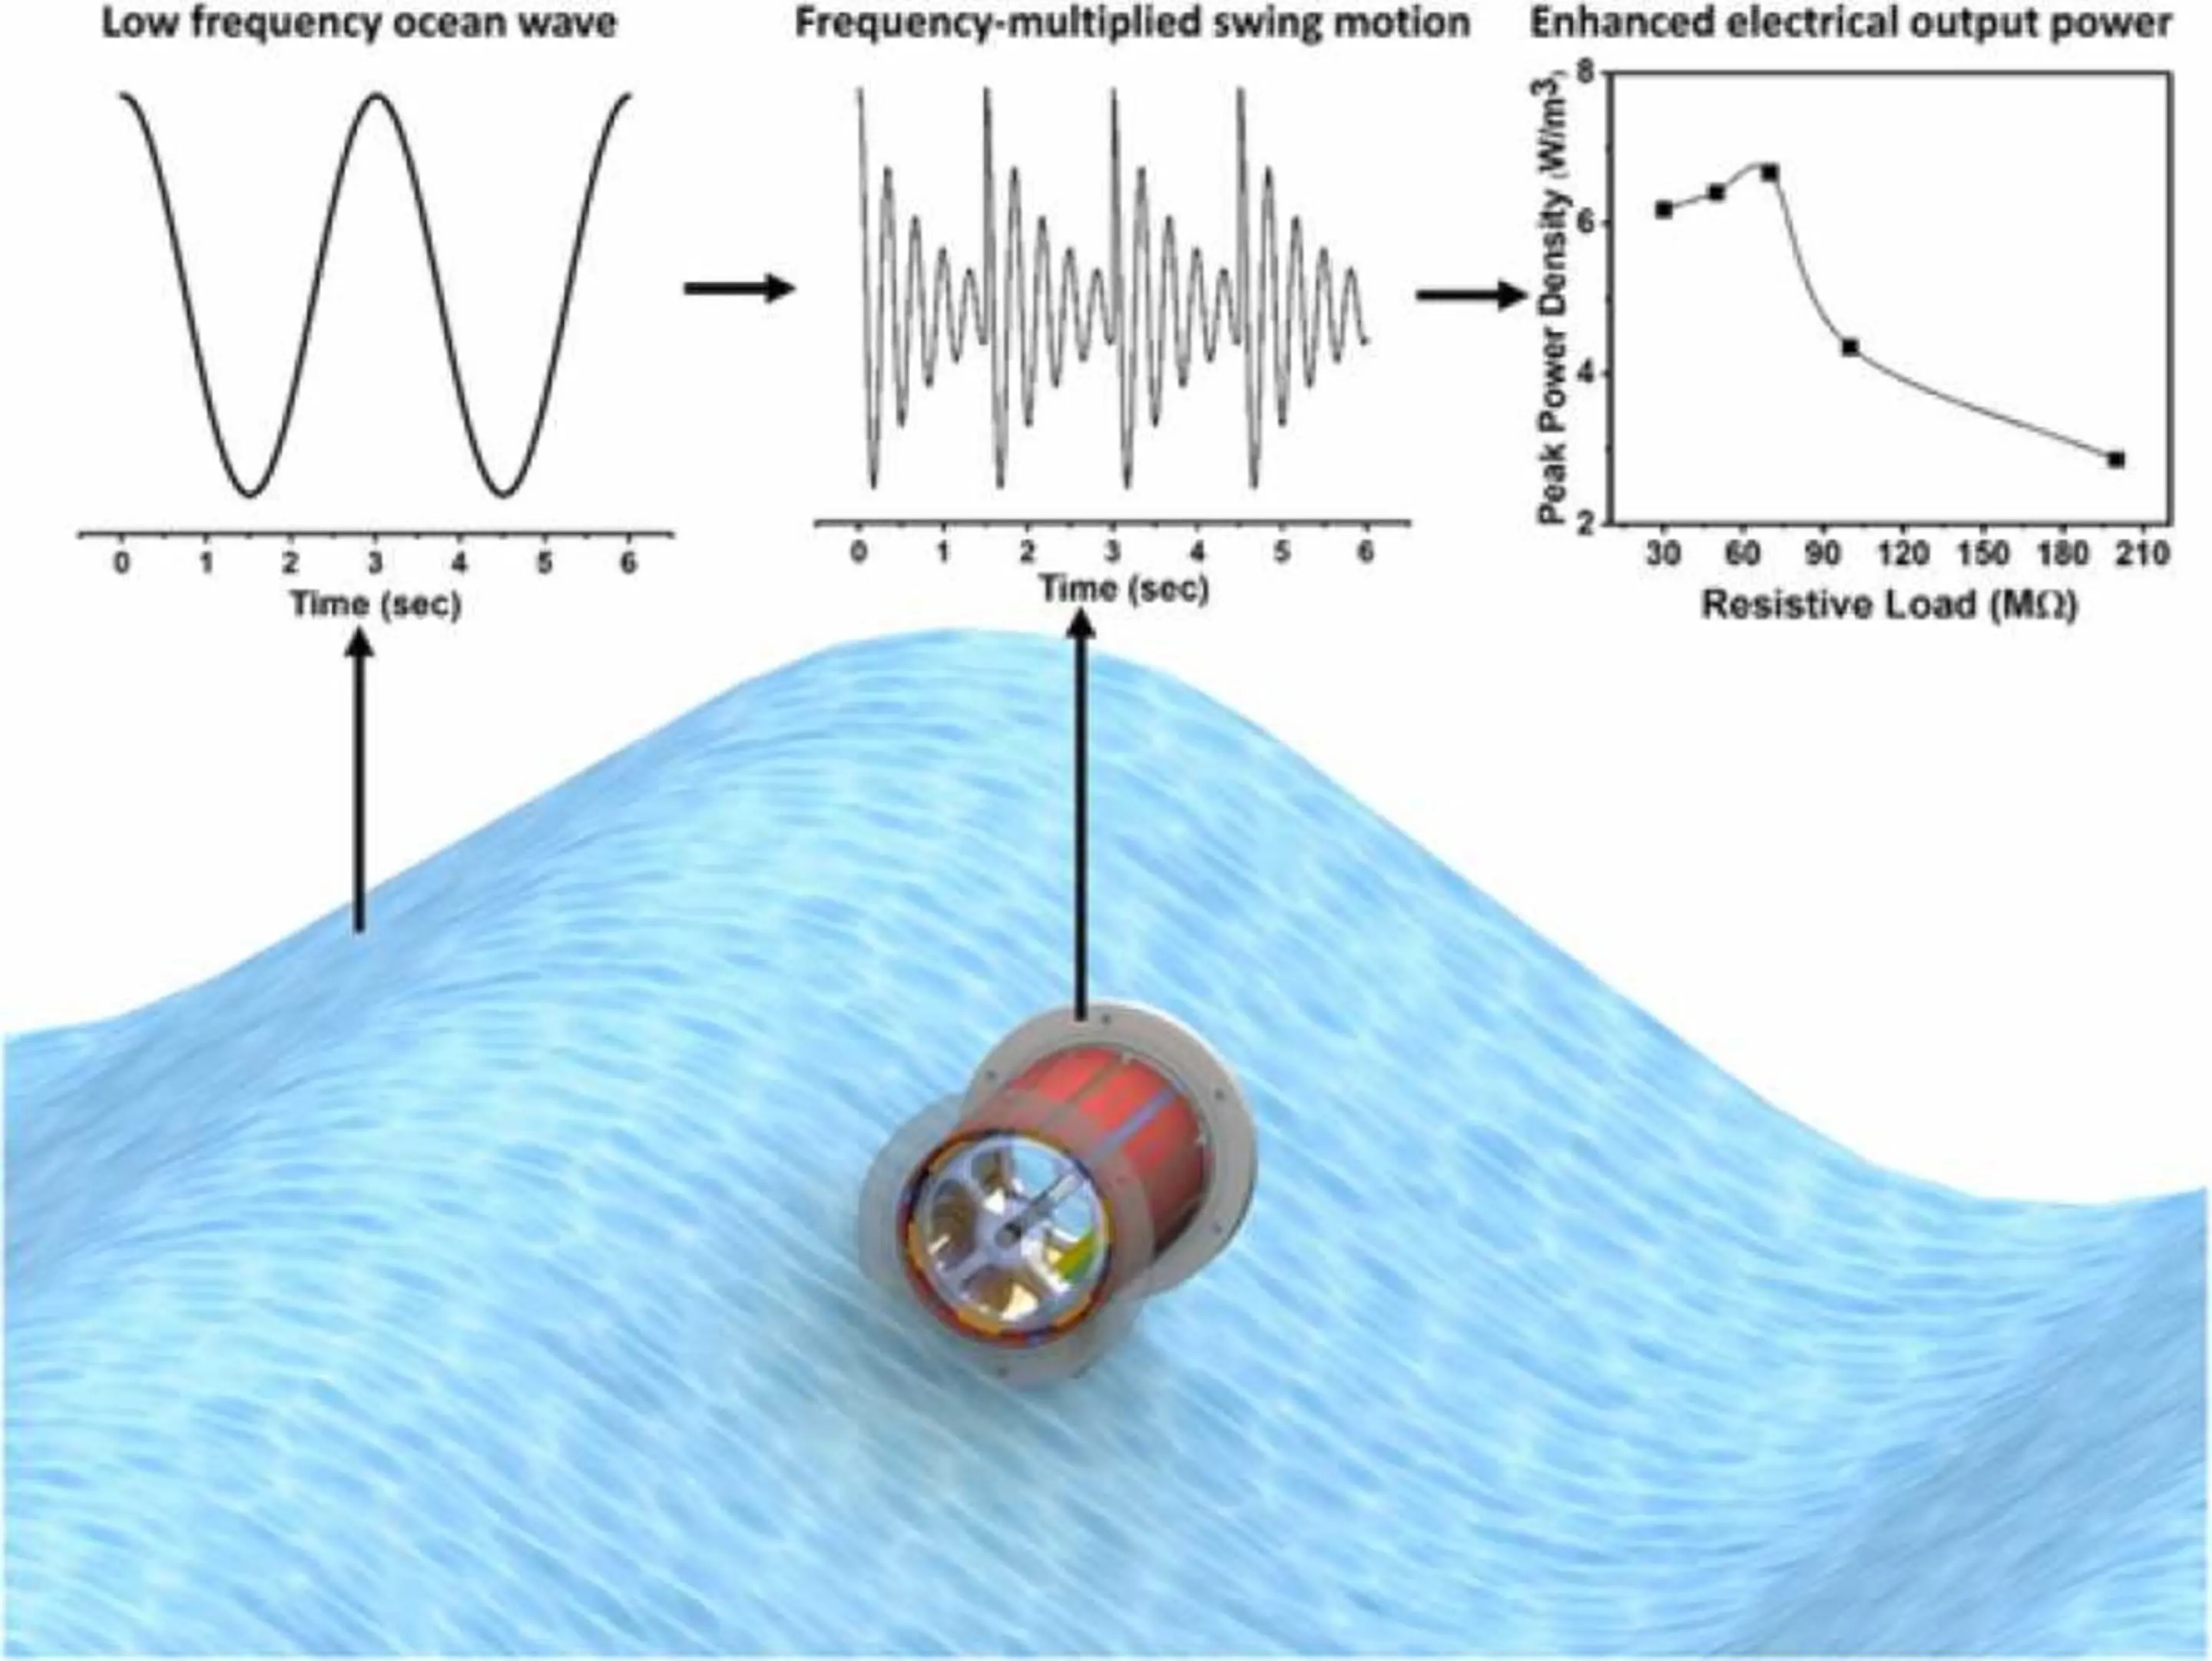 Low frequency ocean wave
0 1 2 3 4 5 6
Time (sec)
Frequency-multiplied swing motion
0 1 2 3 4 5 6
Time (sec)
Enhanced electrical output power
Peak Power Density (W/m3)
8
6
4
2
30 60 90 120 150 180 210
Resistive Load (MΩ)